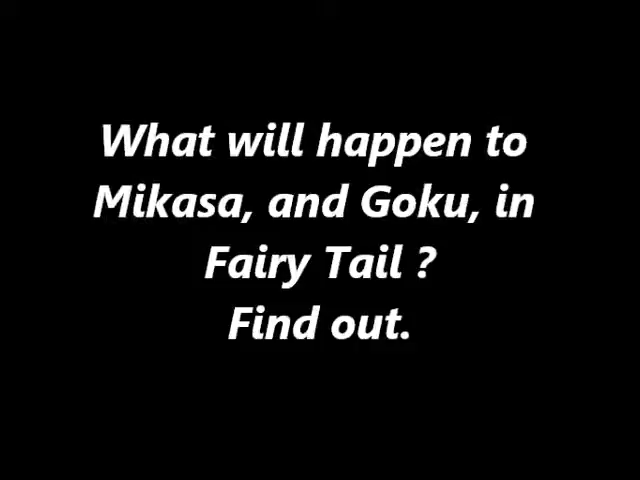 What will happen to
Mikasa, and Goku, in
Fairy Tail ?
Find out.